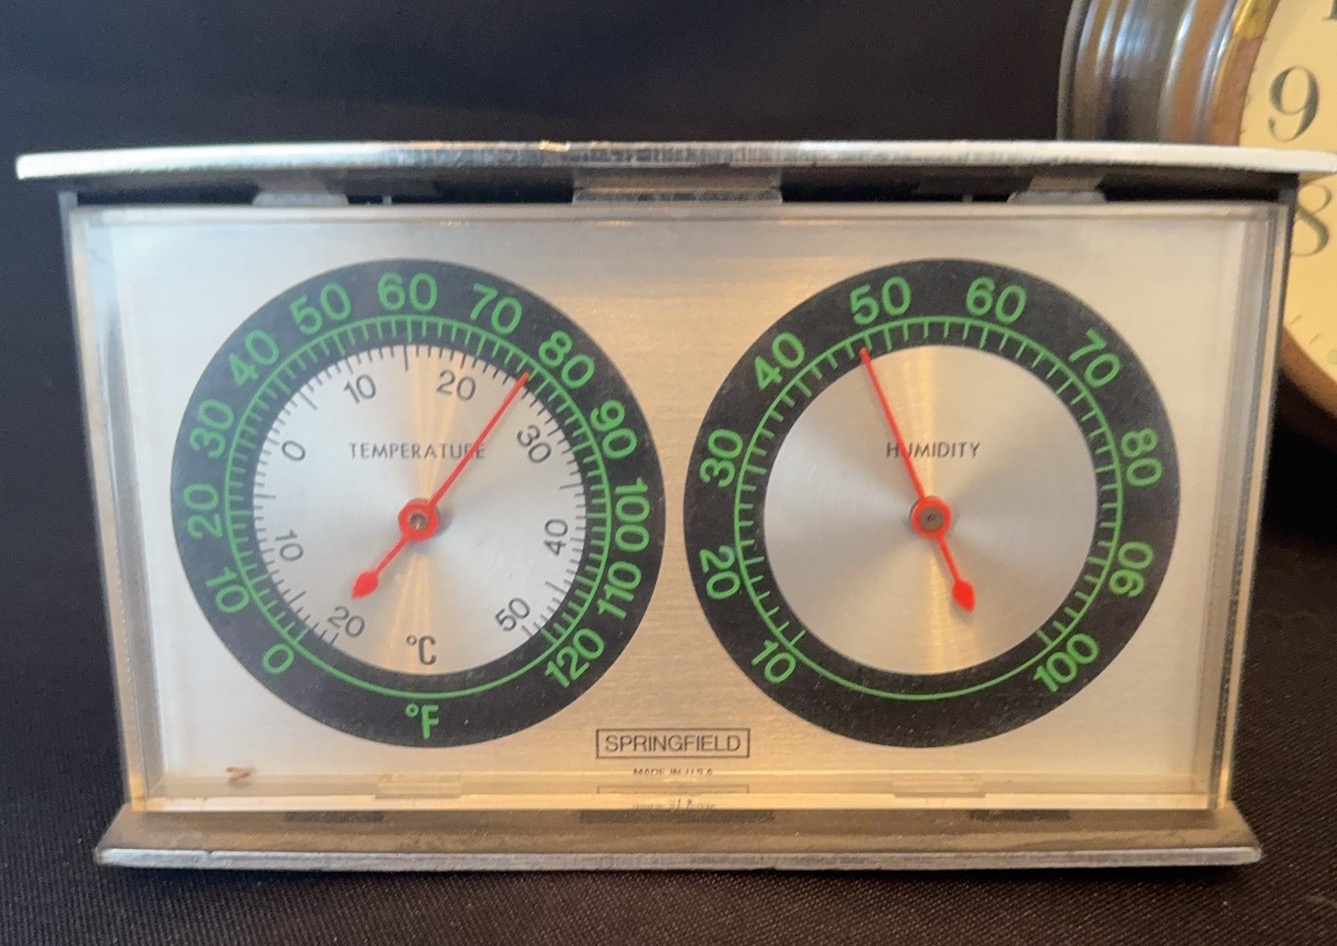 0 10 20 30 40 50 60 70 80 90 100 110 120
20 10 0 10 20 30 40 50
TEMPERATURE
°C
°F
10 20 30 40 50 60 70 80 90 100
HUMIDITY
SPRINGFIELD
MADE IN U.S.A.
9
8